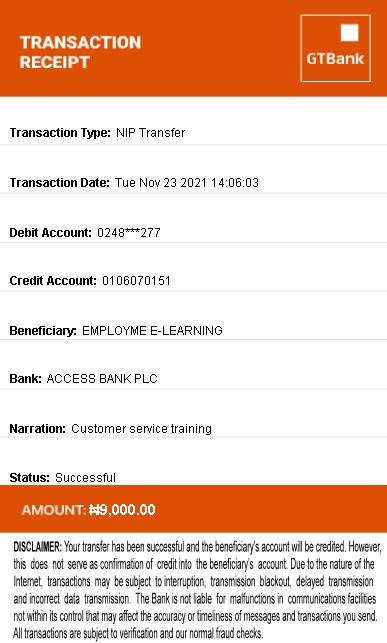 TRANSACTION
RECEIPT
GTBank
Transaction Type: NIP Transfer
Transaction Date: Tue Nov 23 2021 14:06:03
Debit Account: 0248***277
Credit Account: 0106070151
Beneficiary: EMPLOYME E-LEARNING
Bank: ACCESS BANK PLC
Narration: Customer service training
Status: Successful
AMOUNT: ₦9,000.00
DISCLAIMER: Your transfer has been successful and the beneficiary's account will be credited. However,
this does not serve as confirmation of credit into the beneficiary's account. Due to the nature of the
Internet, transactions may be subject to interruption, transmission blackout, delayed transmission
and incorrect data transmission. The Bank is not liable for malfunctions in communications facilities
not within its control that may affect the accuracy or timeliness of messages and transactions you send.
All transactions are subject to verification and our normal fraud checks.